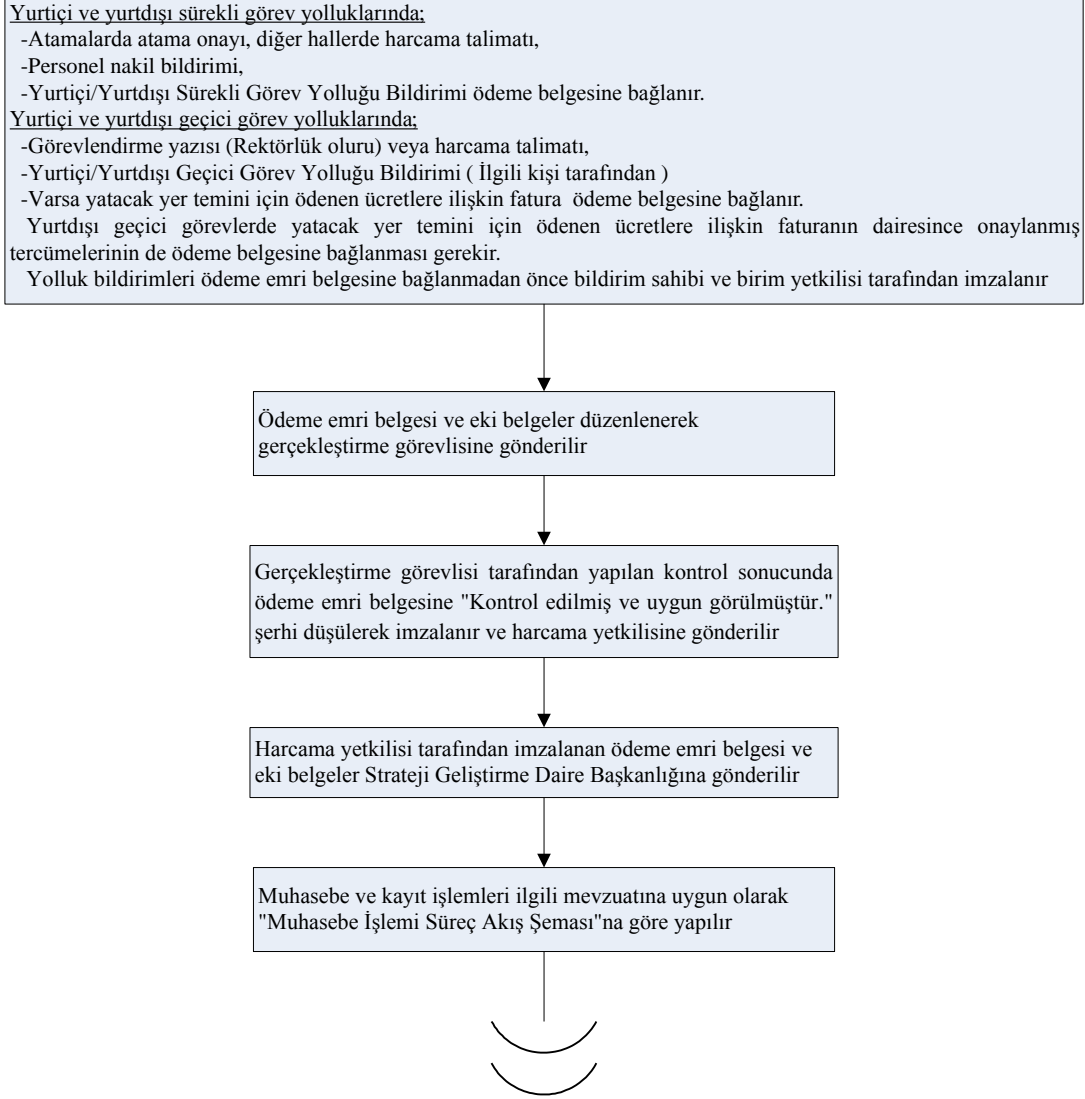 Yurtiçi ve yurtdışı sürekli görev yolluklarında;
-Atamalarda atama onayı, diğer hallerde harcama talimatı,
-Personel nakil bildirimi,
-Yurtiçi/Yurtdışı Sürekli Görev Yolluğu Bildirimi ödeme belgesine bağlanır.
Yurtiçi ve yurtdışı geçici görev yolluklarında;
-Görevlendirme yazısı (Rektörlük oluru) veya harcama talimatı,
-Yurtiçi/Yurtdışı Geçici Görev Yolluğu Bildirimi ( İlgili kişi tarafından )
-Varsa yatacak yer temini için ödenen ücretlere ilişkin fatura ödeme belgesine bağlanır.
Yurtdışı geçici görevlerde yatacak yer temini için ödenen ücretlere ilişkin faturanın dairesince onaylanmış
tercümelerinin de ödeme belgesine bağlanması gerekir.
Yolluk bildirimleri ödeme emri belgesine bağlanmadan önce bildirim sahibi ve birim yetkilisi tarafından imzalanır
Ödeme emri belgesi ve eki belgeler düzenlenerek
gerçekleştirme görevlisine gönderilir
Gerçekleştirme görevlisi tarafından yapılan kontrol sonucunda
ödeme emri belgesine "Kontrol edilmiş ve uygun görülmüştür."
şerhi düşülerek imzalanır ve harcama yetkilisine gönderilir
Harcama yetkilisi tarafından imzalanan ödeme emri belgesi ve
eki belgeler Strateji Geliştirme Daire Başkanlığına gönderilir
Muhasebe ve kayıt işlemleri ilgili mevzuatına uygun olarak
"Muhasebe İşlemi Süreç Akış Şeması"na göre yapılır